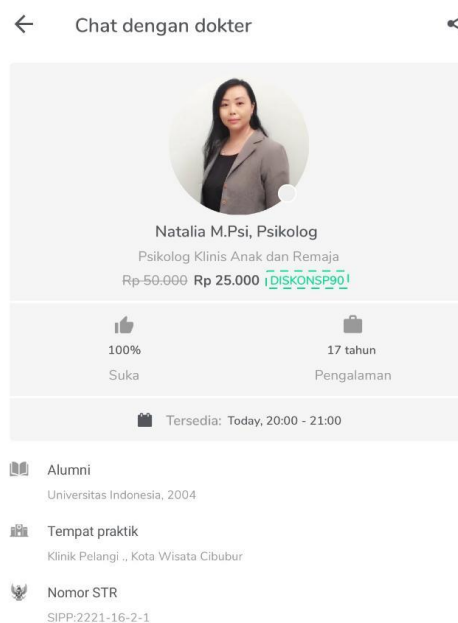 Chat dengan dokter
Natalia M.Psi, Psikolog
Psikolog Klinis Anak dan Remaja
Rp 50.000 Rp 25.000 DISKONSP90
100%
Suka
17 tahun
Pengalaman
Tersedia: Today, 20:00 - 21:00
Alumni
Universitas Indonesia, 2004
Tempat praktik
Klinik Pelangi ., Kota Wisata Cibubur
Nomor STR
SIPP:2221-16-2-1